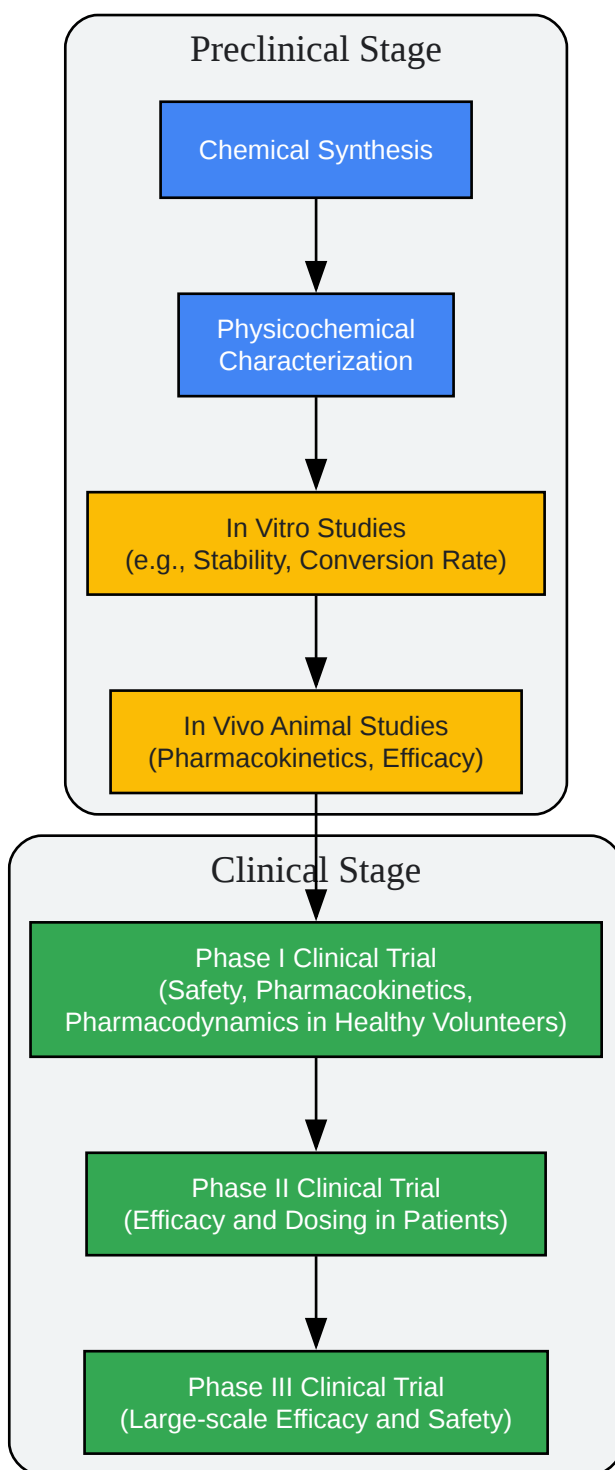 Preclinical Stage
Chemical Synthesis
Physicochemical
Characterization
In Vitro Studies
(e.g., Stability, Conversion Rate)
In Vivo Animal Studies
(Pharmacokinetics, Efficacy)
Clinical Stage
Phase I Clinical Trial
(Safety, Pharmacokinetics,
Pharmacodynamics in Healthy Volunteers)
Phase II Clinical Trial
(Efficacy and Dosing in Patients)
Phase III Clinical Trial
(Large-scale Efficacy and Safety)